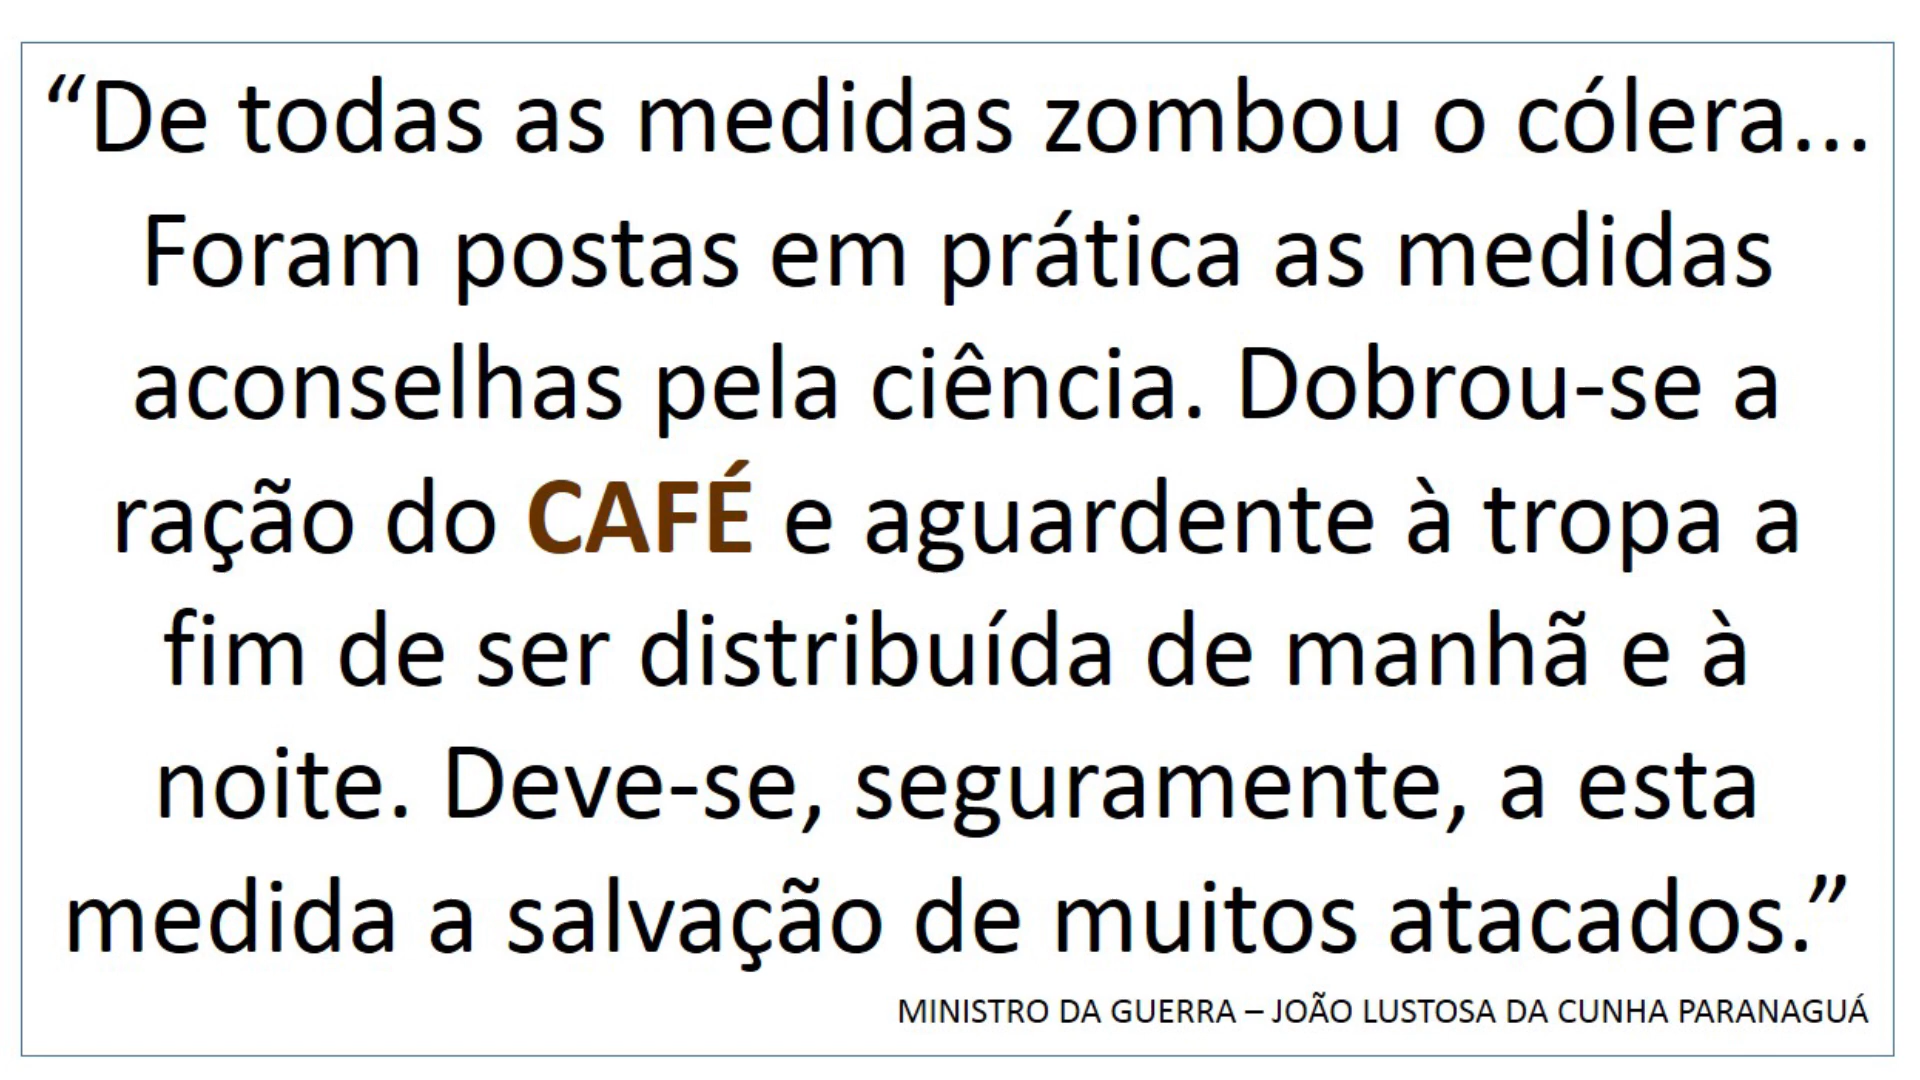 “De todas as medidas zombou o cólera...
Foram postas em prática as medidas
aconselhas pela ciência. Dobrou-se a
ração do CAFÉ e aguardente à tropa a
fim de ser distribuída de manhã e à
noite. Deve-se, seguramente, a esta
medida a salvação de muitos atacados.”
MINISTRO DA GUERRA – JOÃO LUSTOSA DA CUNHA PARANAGUÁ